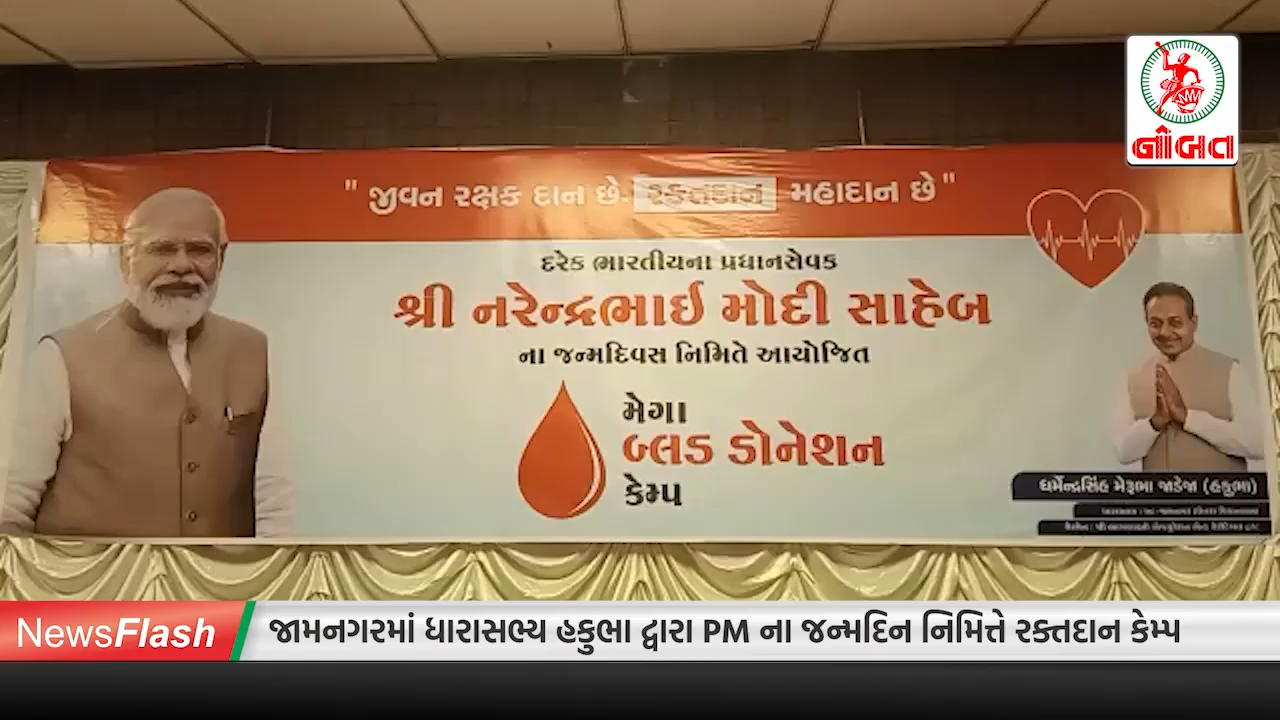 નોબત
" જીવન રક્ષક દાન છે. રક્તદાન મહાદાન છે "
દરેક ભારતીયના પ્રધાનસેવક
શ્રી નરેન્દ્રભાઈ મોદી સાહેબ
ના જન્મદિવસ નિમિતે આયોજિત
મેગા
બ્લડ ડોનેશન
કેમ્પ
ધર્મેન્દ્રસિંહ મેરૂભા જાડેજા (હકુભા)
NewsFlash
જામનગરમાં ધારાસભ્ય હકુભા દ્વારા PM ના જન્મદિન નિમિત્તે રક્તદાન કેમ્પ